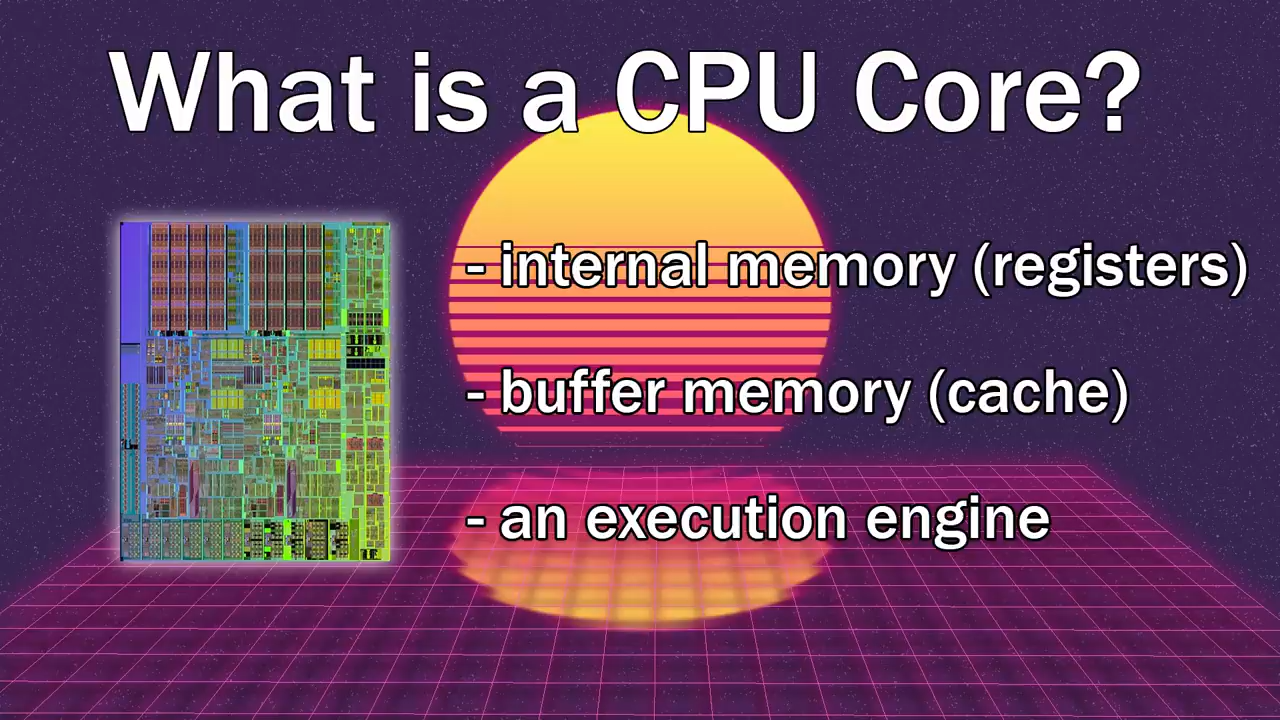 What is a CPU Core?
- internal memory (registers)
- buffer memory (cache)
- an execution engine